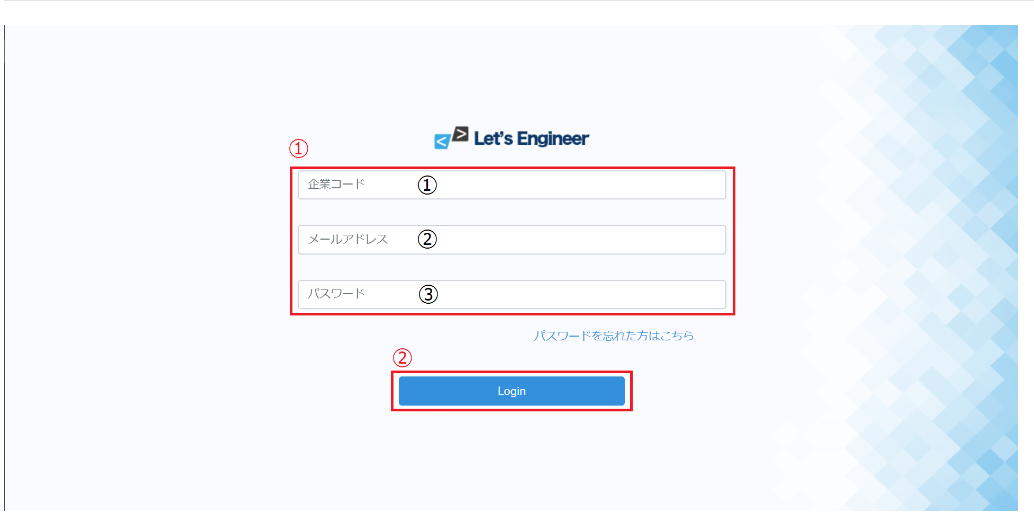 Let's Engineer
①
企業コード ①
メールアドレス ②
パスワード ③
パスワードを忘れた方はこちら
②
Login